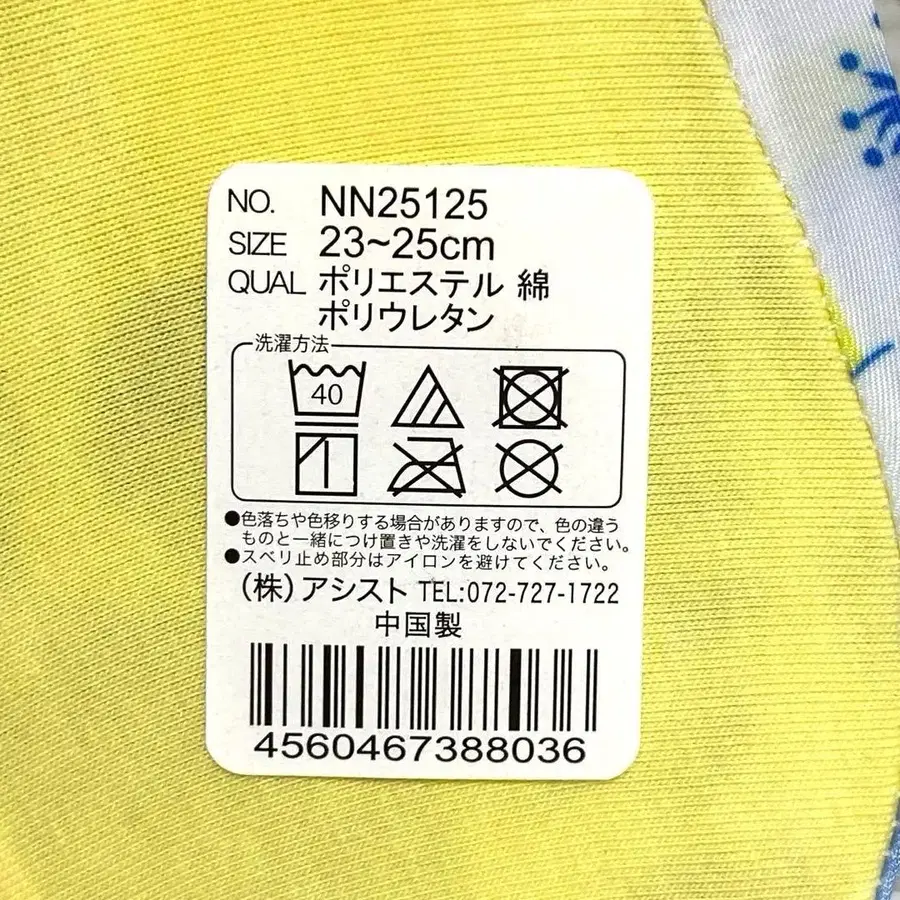 NO. NN25125
SIZE 23~25cm
QUAL ポリエステル 綿
ポリウレタン
洗濯方法
40
●色落ちや色移りする場合がありますので、色の違う
ものと一緒につけ置きや洗濯をしないでください。
●スベリ止め部分はアイロンを避けてください。
(株)アシスト TEL:072-727-1722
中国製
4560467388036